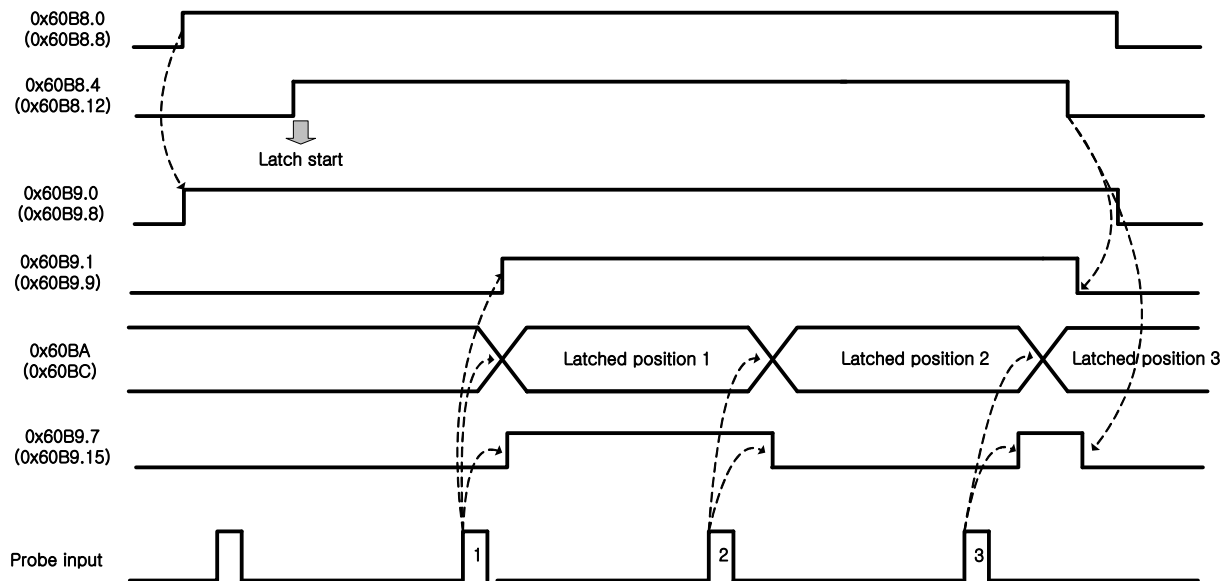 0x60B8.0
(0x60B8.8)
0x60B8.4
(0x60B8.12)
Latch start
0x60B9.0
(0x60B9.8)
0x60B9.1
(0x60B9.9)
0x60BA
(0x60BC)
Latched position 1
Latched position 2
Latched position 3
0x60B9.7
(0x60B9.15)
Probe input
1
2
3